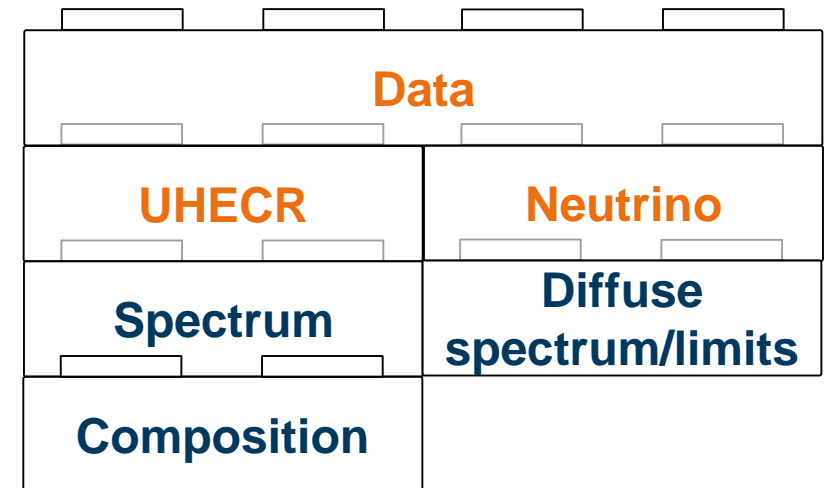 Data
UHECR
Neutrino
Spectrum
Diffuse
spectrum/limits
Composition